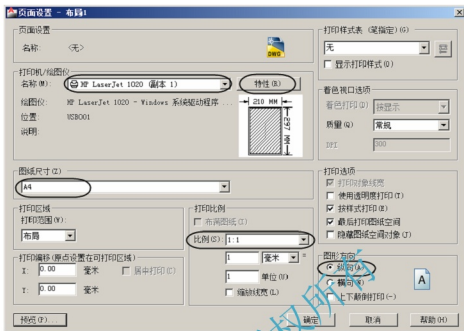 页面设置 - 布局1
页面设置
名称: <无>
DWG
打印机/绘图仪
名称(M): HP LaserJet 1020 (副本 1)
特性(R)
绘图仪: HP LaserJet 1020 - Windows 系统驱动程序 ...
位置: USB001
说明:
210 MM
297 MM
图纸尺寸(Z)
A4
打印区域
打印范围(W):
布局
打印比例
布满图纸(I)
比例(S): 1:1
1 毫米 =
1 单位(U)
缩放线宽(L)
打印偏移(原点设置在可打印区域)
X: 0.00 毫米
居中打印(C)
Y: 0.00 毫米
打印样式表 (笔指定)(G)
无
显示打印样式(D)
着色视口选项
着色打印(D) 按显示
质量(Q) 常规
DPI 300
打印选项
打印对象线宽
使用透明度打印(T)
按样式打印(E)
最后打印图纸空间
隐藏图纸空间对象(J)
图形方向
纵向(A)
横向(N)
上下颠倒打印(-)
A
预览(P)...
确定
取消
帮助(H)